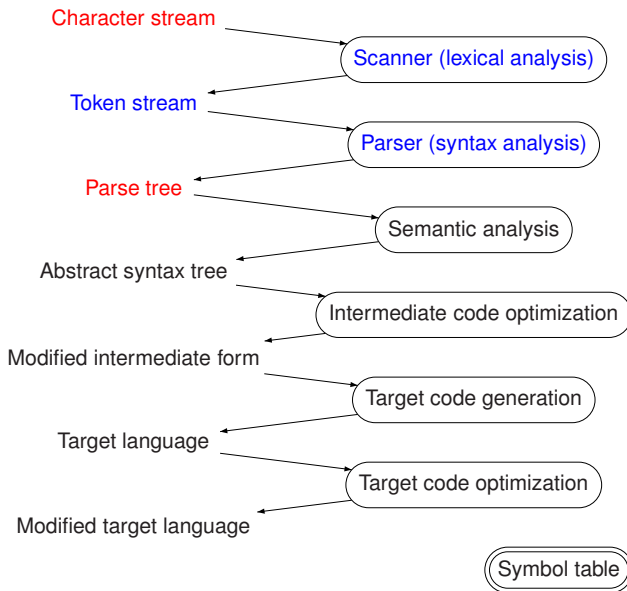 Character stream
Scanner (lexical analysis)
Token stream
Parser (syntax analysis)
Parse tree
Semantic analysis
Abstract syntax tree
Intermediate code optimization
Modified intermediate form
Target code generation
Target language
Target code optimization
Modified target language
Symbol table